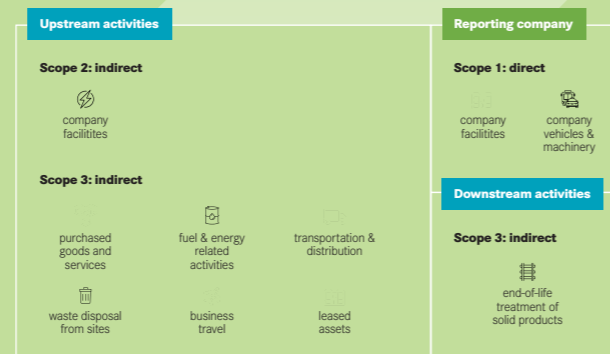 Upstream activities
Scope 2: indirect
company
facilitites
Scope 3: indirect
purchased
goods and
services
fuel & energy
related
activities
transportation &
distribution
waste disposal
from sites
business
travel
leased
assets
Reporting company
Scope 1: direct
company
facilitites
company
vehicles &
machinery
Downstream activities
Scope 3: indirect
end-of-life
treatment of
solid products